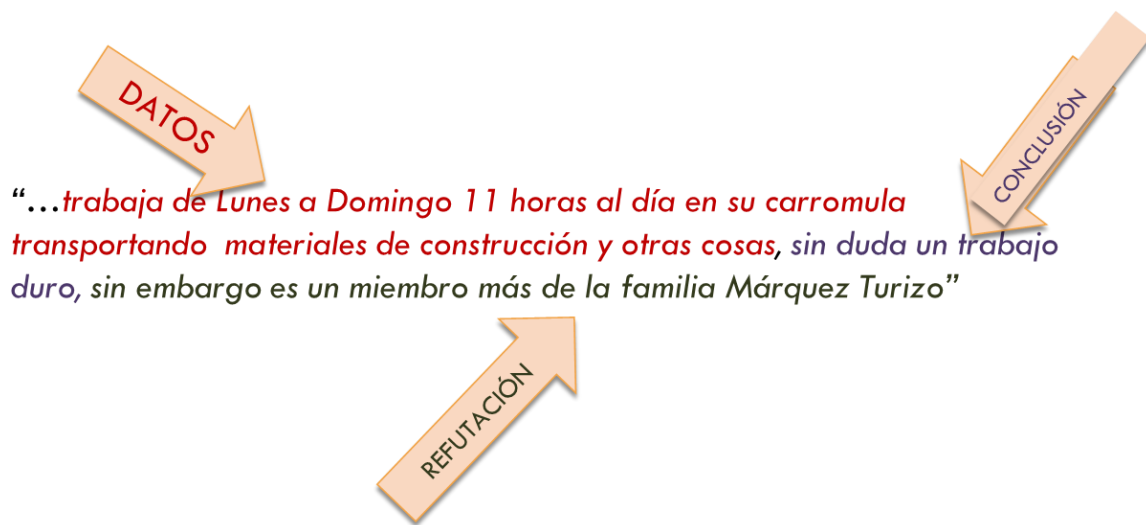 DATOS
CONCLUSIÓN
“…trabaja de Lunes a Domingo 11 horas al día en su carromula
transportando materiales de construcción y otras cosas, sin duda un trabajo
duro, sin embargo es un miembro más de la familia Márquez Turizo”
REFUTACIÓN